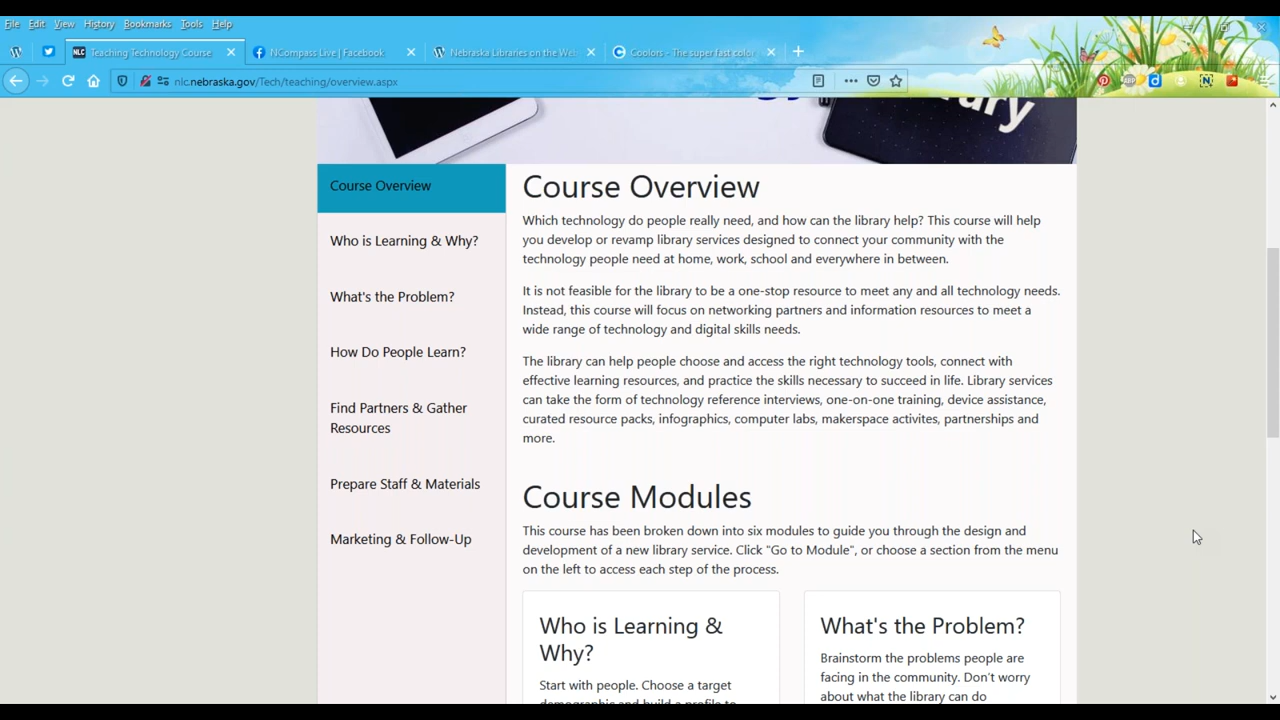 File Edit View History Bookmarks Tools Help
NLC Teaching Technology Course
NCompass Live | Facebook
Nebraska Libraries on the We
Coolors - The super fast color
nlc.nebraska.gov/Tech/teaching/overview.aspx
Course Overview
Who is Learning & Why?
What's the Problem?
How Do People Learn?
Find Partners & Gather
Resources
Prepare Staff & Materials
Marketing & Follow-Up
Course Overview
Which technology do people really need, and how can the library help? This course will help
you develop or revamp library services designed to connect your community with the
technology people need at home, work, school and everywhere in between.
It is not feasible for the library to be a one-stop resource to meet any and all technology needs.
Instead, this course will focus on networking partners and information resources to meet a
wide range of technology and digital skills needs.
The library can help people choose and access the right technology tools, connect with
effective learning resources, and practice the skills necessary to succeed in life. Library services
can take the form of technology reference interviews, one-on-one training, device assistance,
curated resource packs, infographics, computer labs, makerspace activites, partnerships and
more.
Course Modules
This course has been broken down into six modules to guide you through the design and
development of a new library service. Click "Go to Module", or choose a section from the menu
on the left to access each step of the process.
Who is Learning &
Why?
Start with people. Choose a target
demographic and build a profile to
What's the Problem?
Brainstorm the problems people are
facing in the community. Don't worry
about what the library can do